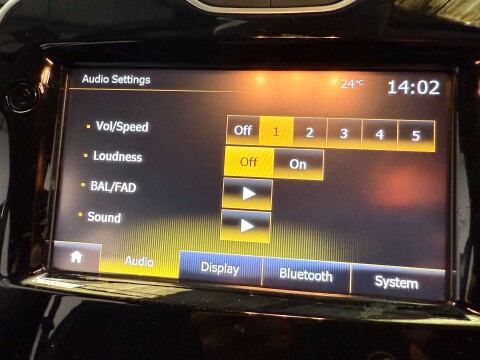 Audio Settings 24°C 14:02
Vol/Speed Off 1 2 3 4 5
Loudness Off On
BAL/FAD
Sound
Audio Display Bluetooth System